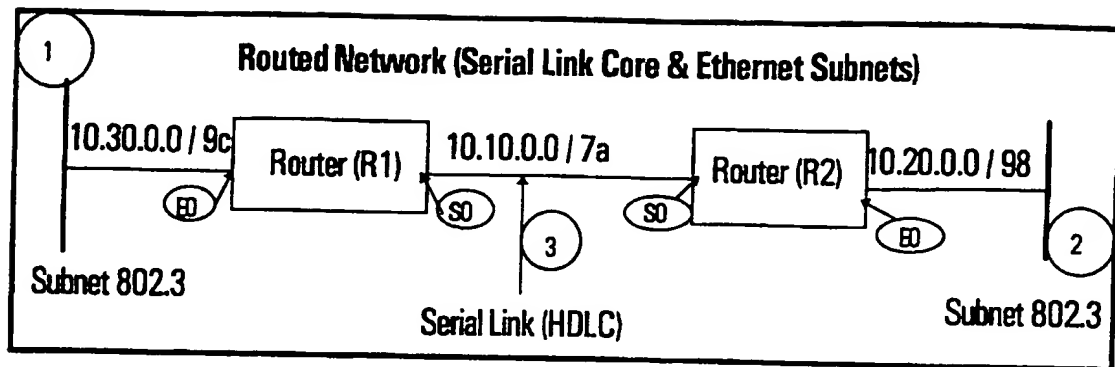 1
Routed Network (Serial Link Core & Ethernet Subnets)
10.30.0.0 / 9c
Router (R1)
10.10.0.0 / 7a
Router (R2)
10.20.0.0 / 98
E0
S0
3
S0
E0
2
Subnet 802.3
Serial Link (HDLC)
Subnet 802.3